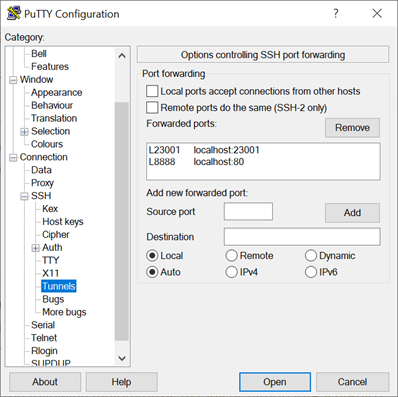 PuTTY Configuration
?
Category:
Bell
Features
Window
Appearance
Behaviour
Translation
Selection
Colours
Connection
Data
Proxy
SSH
Kex
Host keys
Cipher
Auth
TTY
X11
Tunnels
Bugs
More bugs
Serial
Telnet
Rlogin
SUPDUP
Options controlling SSH port forwarding
Port forwarding
Local ports accept connections from other hosts
Remote ports do the same (SSH-2 only)
Forwarded ports:
Remove
L23001 localhost:23001
L8888 localhost:80
Add new forwarded port:
Source port
Add
Destination
Local Remote Dynamic
Auto IPv4 IPv6
About Help Open Cancel